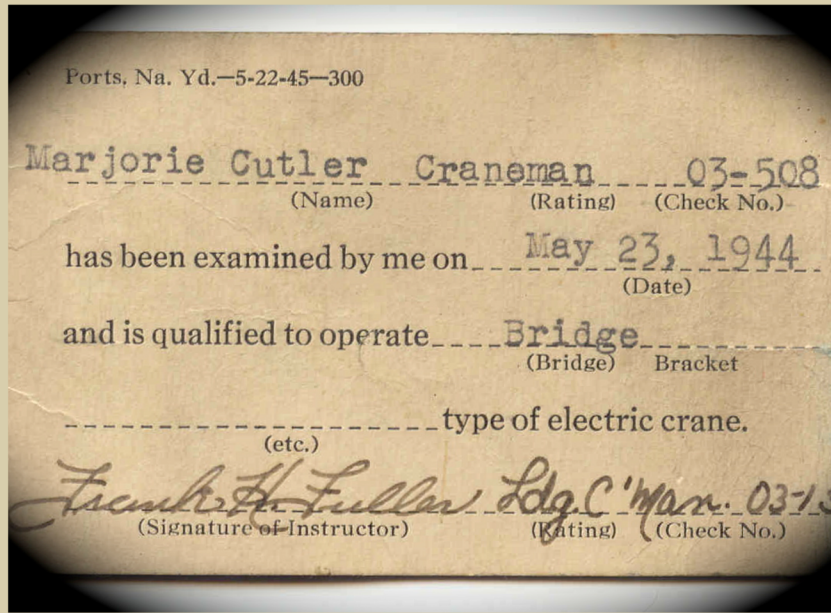 Ports. Na. Yd.—5-22-45—300
Marjorie Cutler Craneman 03-508
(Name) (Rating) (Check No.)
has been examined by me on May 23, 1944
(Date)
and is qualified to operate Bridge
(Bridge) Bracket
type of electric crane.
(etc.)
Frank H. Fuller Ldg. C'Man. 03-1
(Signature of Instructor) (Rating) (Check No.)